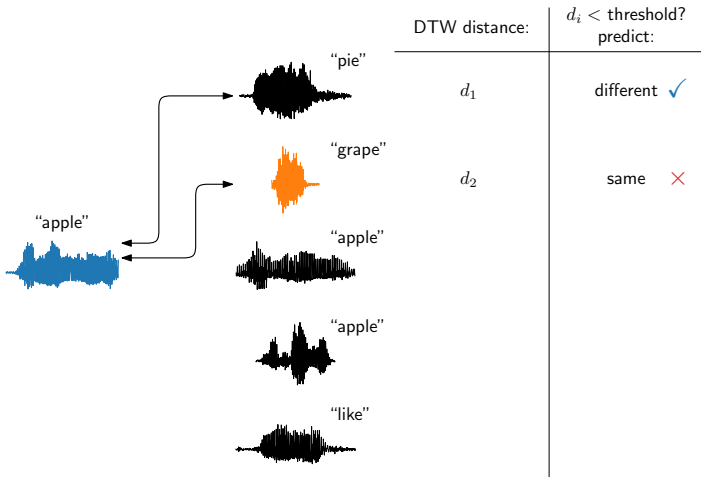 DTW distance:
d_i < threshold?
predict:
“pie”
d_1
different ✓
“grape”
d_2
same ×
“apple”
“apple”
“apple”
“like”